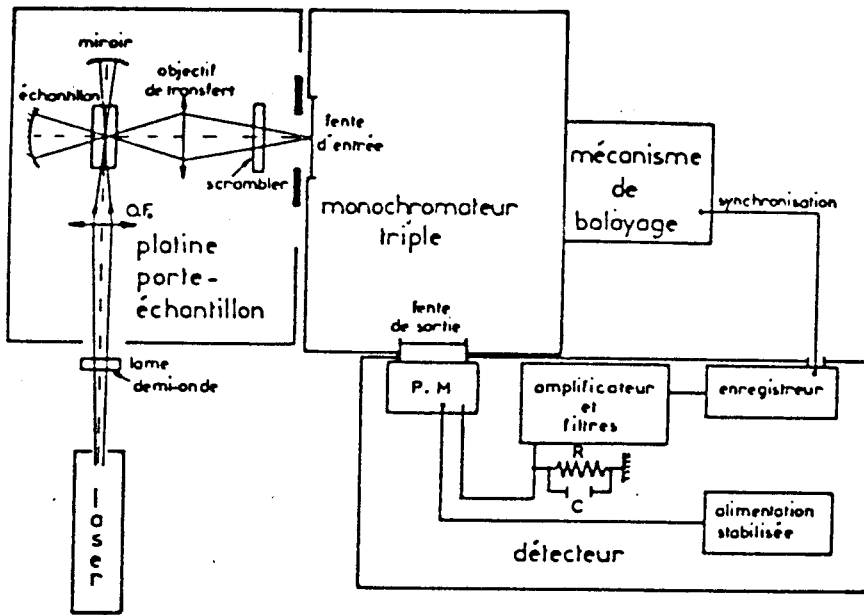 miroir
échantillon
objectif
de transfert
scrambler
fente
d'entrée
O.F.
platine
porte-
échantillon
monochromateur
triple
mécanisme
de
balayage
synchronisation
fente
de sortie
lame
demi-onde
P.M
amplificateur
et
filtres
enregistreur
R
C
alimentation
stabilisée
détecteur
laser